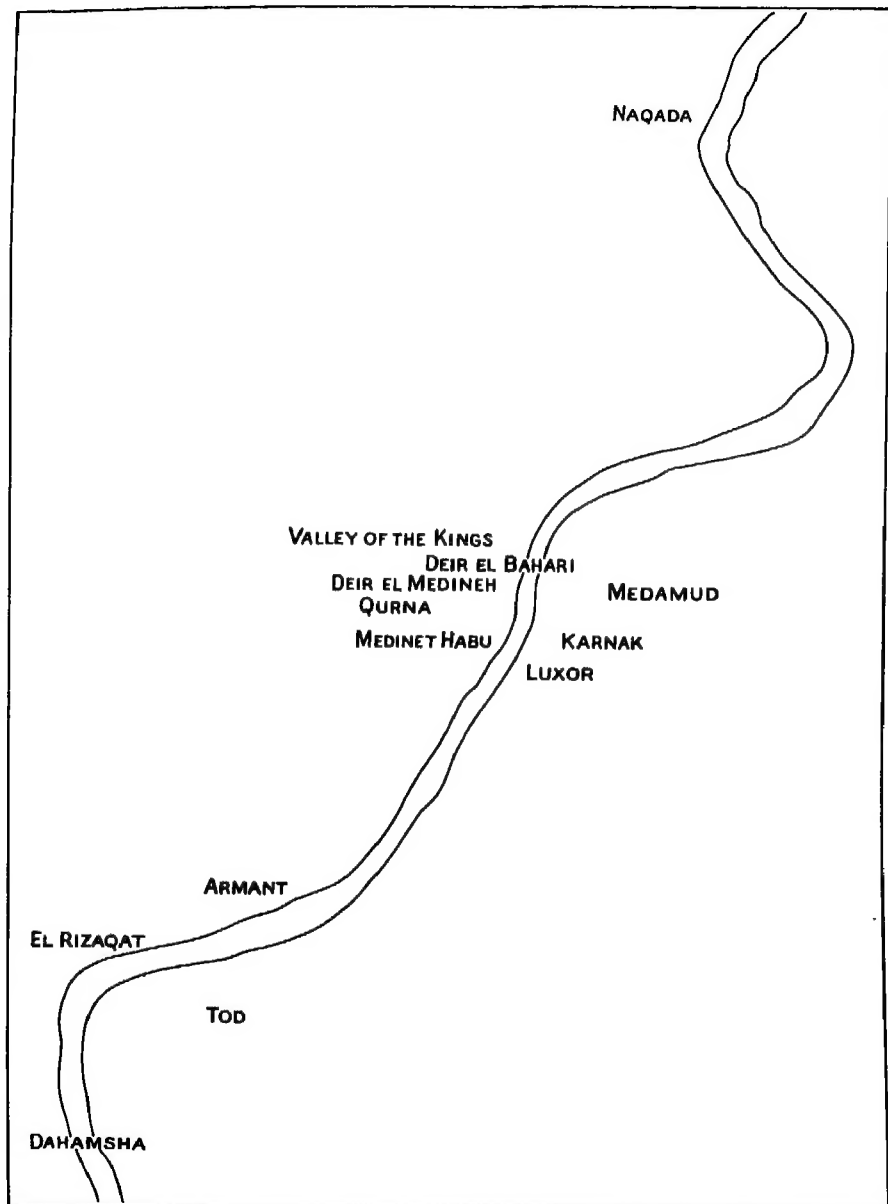 NAQADA
VALLEY OF THE KINGS
DEIR EL BAHARI
DEIR EL MEDINEH
MEDAMUD
QURNA
MEDINET HABU
KARNAK
LUXOR
ARMANT
EL RIZAQAT
TOD
DAHAMSHA